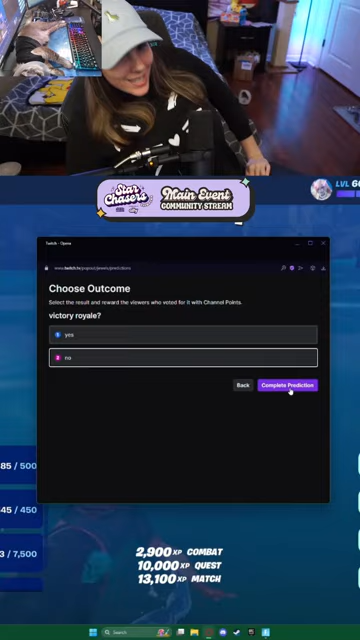 Star Chasers
Main Event
COMMUNITY STREAM
LVL
Twitch - Opera
Choose Outcome
Select the result and reward the viewers who voted for it with Channel Points.
victory royale?
1 yes
2 no
Back
Complete Prediction
85 / 500
45 / 450
3 / 7,500
2,900 XP COMBAT
10,000 XP QUEST
13,100 XP MATCH
Search